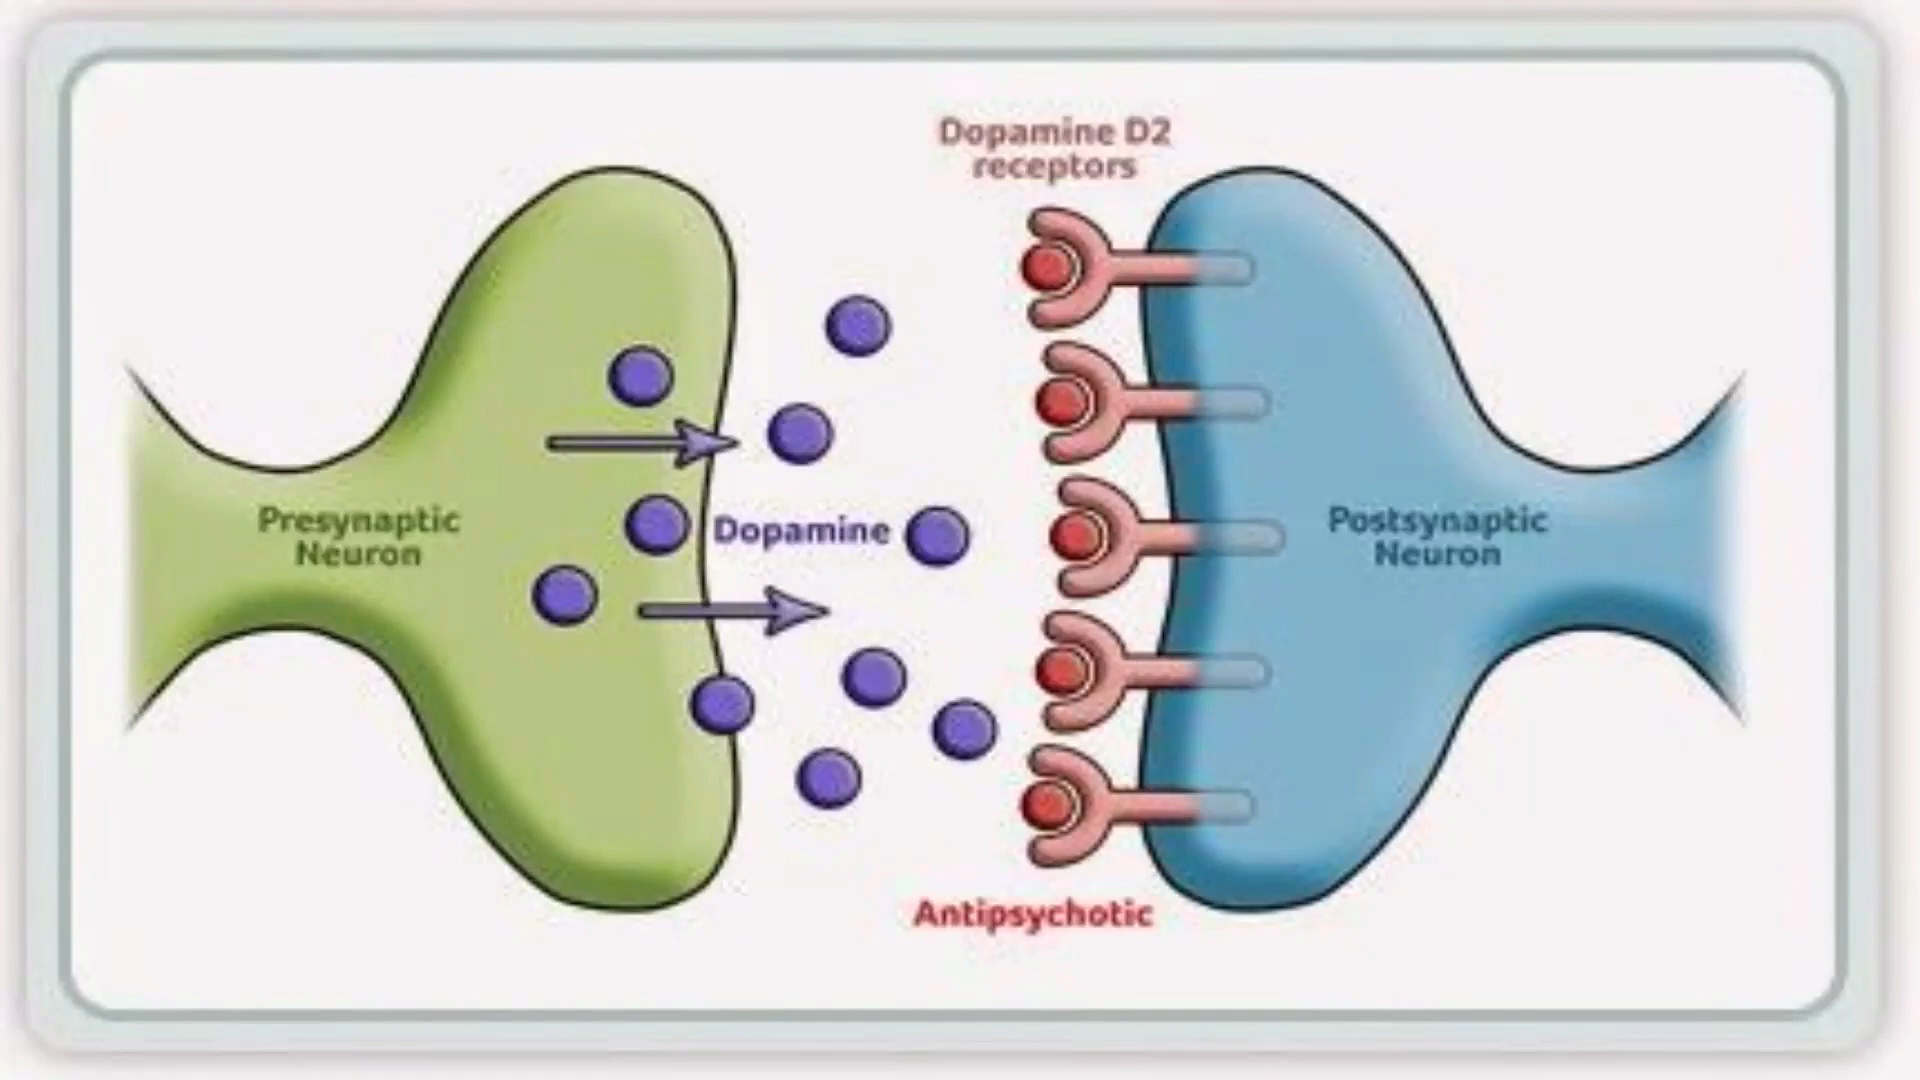 Dopamine D2
receptors
Presynaptic
Neuron
Dopamine
Postsynaptic
Neuron
Antipsychotic